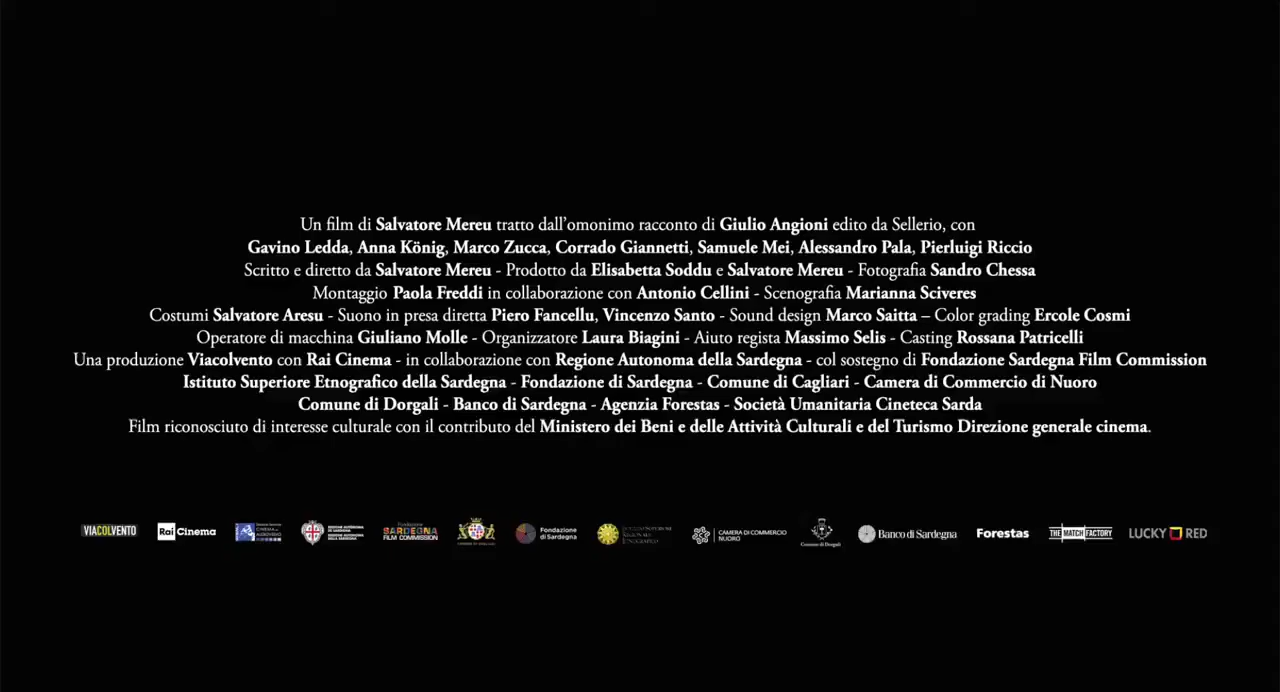 Un film di Salvatore Mereu tratto dall’omonimo racconto di Giulio Angioni edito da Sellerio, con
Gavino Ledda, Anna König, Marco Zucca, Corrado Giannetti, Samuele Mei, Alessandro Pala, Pierluigi Riccio
Scritto e diretto da Salvatore Mereu - Prodotto da Elisabetta Soddu e Salvatore Mereu - Fotografia Sandro Chessa
Montaggio Paola Freddi in collaborazione con Antonio Cellini - Scenografia Marianna Sciveres
Costumi Salvatore Aresu - Suono in presa diretta Piero Fancellu, Vincenzo Santo - Sound design Marco Saitta – Color grading Ercole Cosmi
Operatore di macchina Giuliano Molle - Organizzatore Laura Biagini - Aiuto regista Massimo Selis - Casting Rossana Patricelli
Una produzione Viacolvento con Rai Cinema - in collaborazione con Regione Autonoma della Sardegna - col sostegno di Fondazione Sardegna Film Commission
Istituto Superiore Etnografico della Sardegna - Fondazione di Sardegna - Comune di Cagliari - Camera di Commercio di Nuoro
Comune di Dorgali - Banco di Sardegna - Agenzia Forestas - Società Umanitaria Cineteca Sarda
Film riconosciuto di interesse culturale con il contributo del Ministero dei Beni e delle Attività Culturali e del Turismo Direzione generale cinema.
VIACOLVENTO
Rai Cinema
Fondazione
SARDEGNA
FILM COMMISSION
Fondazione
di Sardegna
CAMERA DI COMMERCIO
NUORO
Comune di Dorgali
Banco di Sardegna
Forestas
THE MATCH FACTORY
LUCKY RED